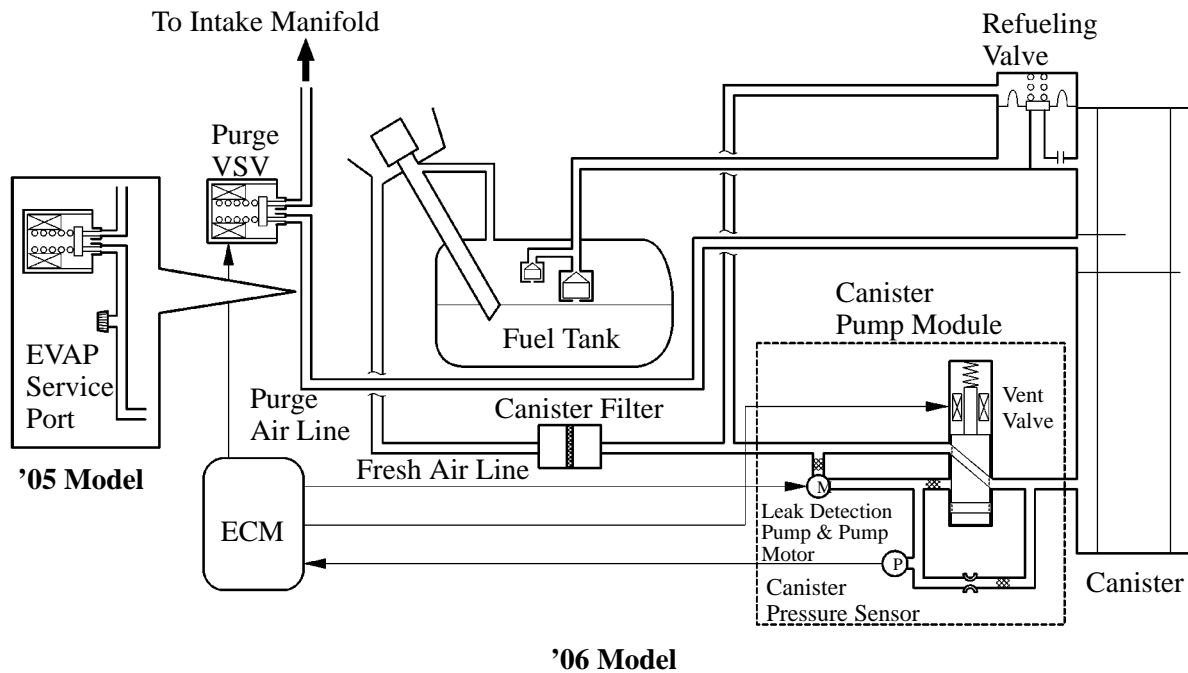 To Intake Manifold
Refueling
Valve
Purge
VSV
EVAP
Service
Port
’05 Model
Fuel Tank
Canister
Pump Module
Vent
Valve
Purge
Air Line
Canister Filter
Fresh Air Line
ECM
M
Leak Detection
Pump & Pump
Motor
P
Canister
Pressure Sensor
Canister
’06 Model